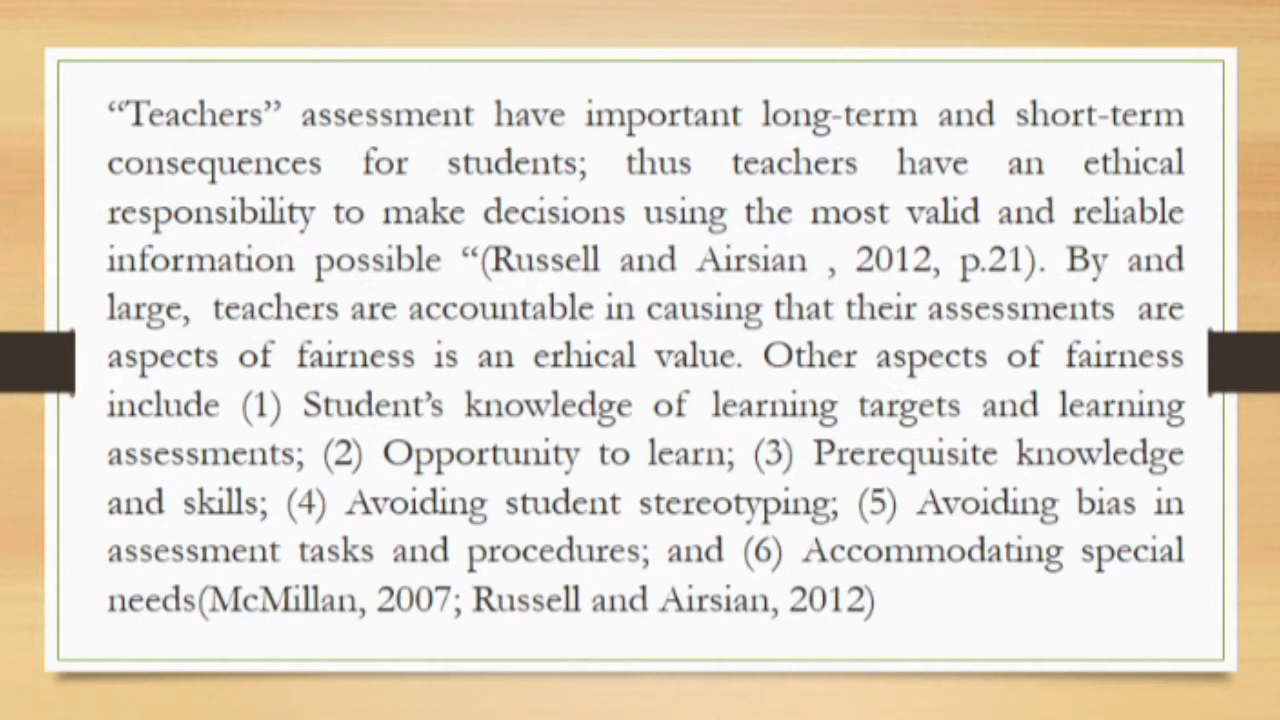 “Teachers” assessment have important long-term and short-term
consequences for students; thus teachers have an ethical
responsibility to make decisions using the most valid and reliable
information possible “(Russell and Airsian , 2012, p.21). By and
large, teachers are accountable in causing that their assessments are
aspects of fairness is an erhical value. Other aspects of fairness
include (1) Student’s knowledge of learning targets and learning
assessments; (2) Opportunity to learn; (3) Prerequisite knowledge
and skills; (4) Avoiding student stereotyping; (5) Avoiding bias in
assessment tasks and procedures; and (6) Accommodating special
needs(McMillan, 2007; Russell and Airsian, 2012)